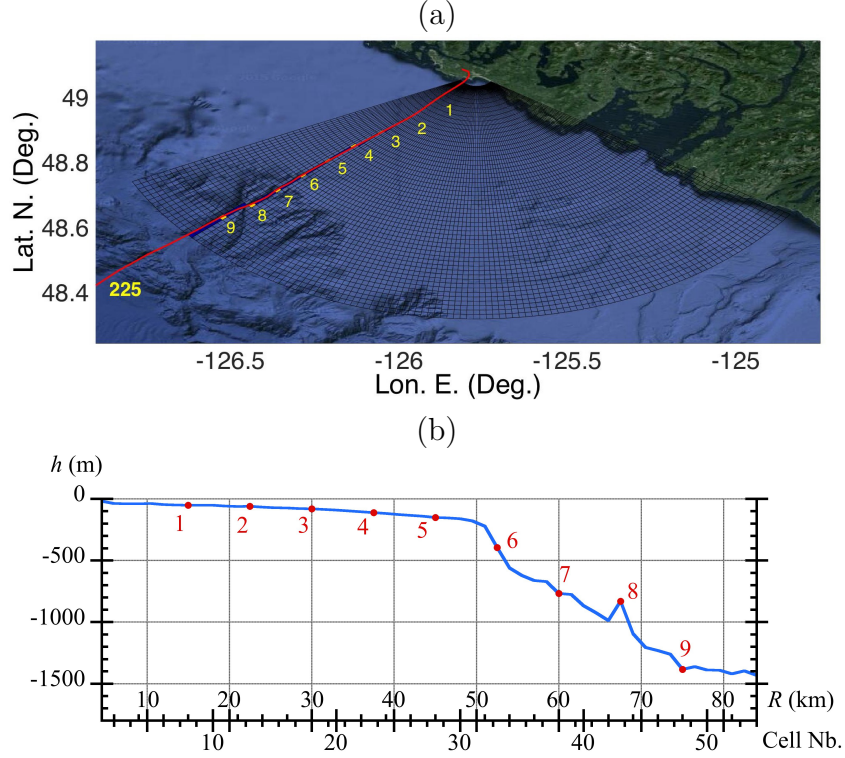 (a)
Lat. N. (Deg.)
49
48.8
48.6
48.4
1
2
3
4
5
6
7
8
9
225
-126.5 -126 -125.5 -125
Lon. E. (Deg.)
(b)
h (m)
0
-500
-1000
-1500
1 2 3 4 5 6 7 8 9
10 20 30 40 50 60 70 80 R (km)
10 20 30 40 50 Cell Nb.